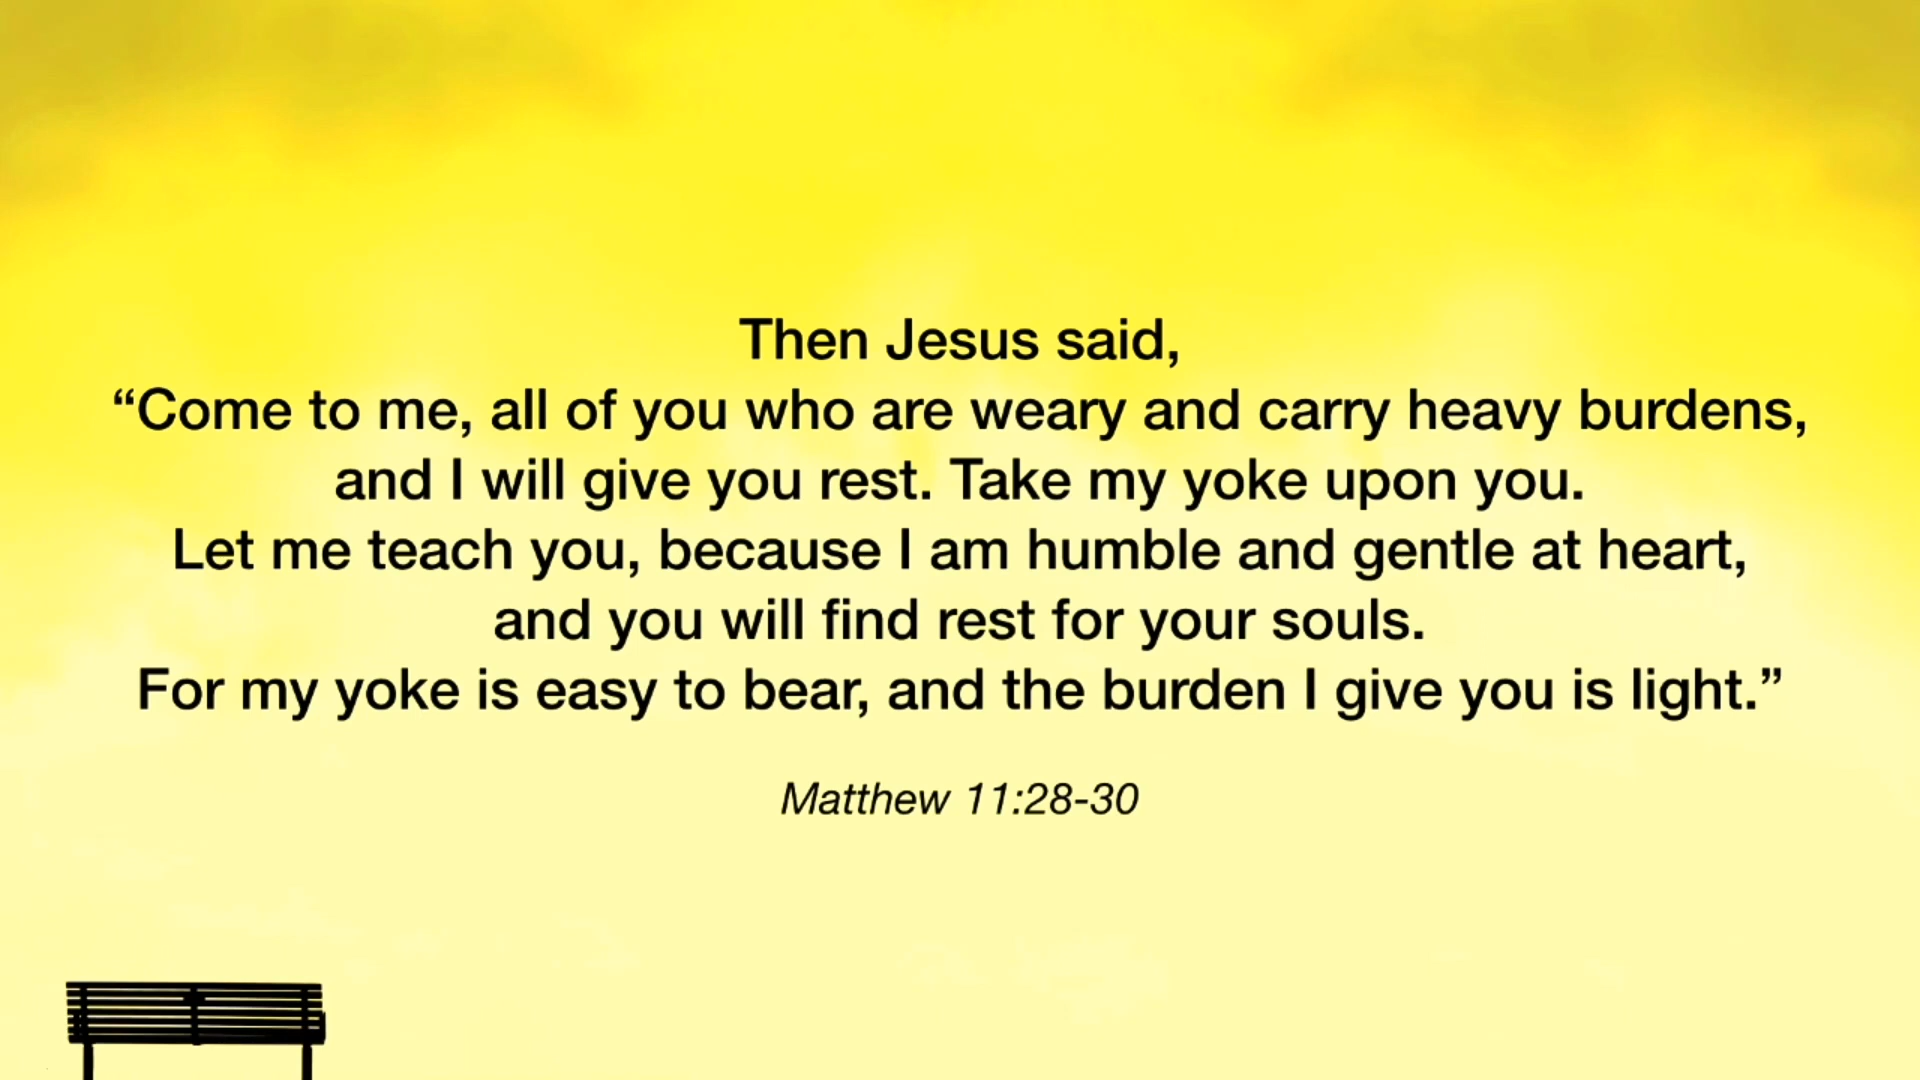 Then Jesus said,
“Come to me, all of you who are weary and carry heavy burdens,
and I will give you rest. Take my yoke upon you.
Let me teach you, because I am humble and gentle at heart,
and you will find rest for your souls.
For my yoke is easy to bear, and the burden I give you is light.”
Matthew 11:28-30